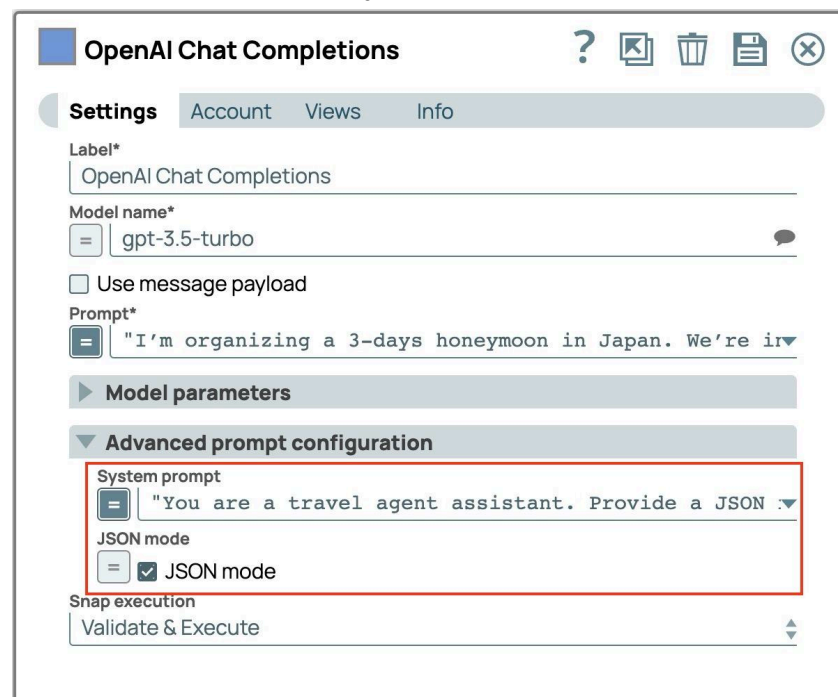 OpenAI Chat Completions
?
Settings Account Views Info
Label*
OpenAI Chat Completions
Model name*
= gpt-3.5-turbo
Use message payload
Prompt*
= "I'm organizing a 3-days honeymoon in Japan. We're
Model parameters
Advanced prompt configuration
System prompt
= "You are a travel agent assistant. Provide a JSON
JSON mode
= JSON mode
Snap execution
Validate & Execute